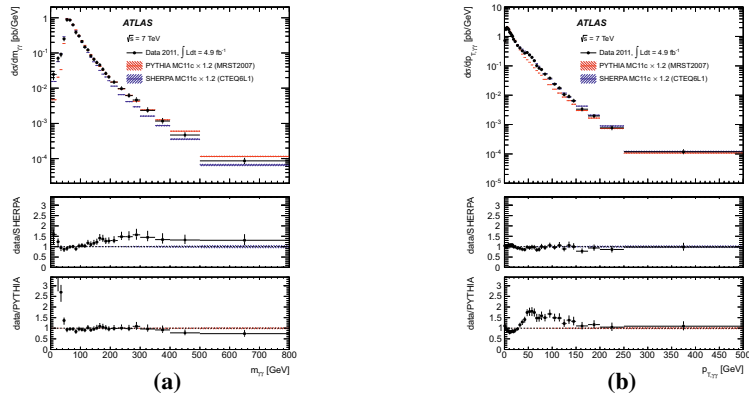 dσ/dm_γγ [pb/GeV]
1
10^-1
10^-2
10^-3
10^-4
ATLAS
√s = 7 TeV
Data 2011, ∫ Ldt = 4.9 fb^-1
PYTHIA MC11c × 1.2 (MRST2007)
SHERPA MC11c × 1.2 (CTEQ6L1)
data/SHERPA
3
2.5
2
1.5
1
0.5
0
data/PYTHIA
3
2.5
2
1.5
1
0.5
0
0 100 200 300 400 500 600 700 800
m_γγ [GeV]
(a)
dσ/dp_T,γγ [pb/GeV]
10
1
10^-1
10^-2
10^-3
10^-4
10^-5
ATLAS
√s = 7 TeV
Data 2011, ∫ Ldt = 4.9 fb^-1
PYTHIA MC11c × 1.2 (MRST2007)
SHERPA MC11c × 1.2 (CTEQ6L1)
data/SHERPA
3
2.5
2
1.5
1
0.5
0
data/PYTHIA
3
2.5
2
1.5
1
0.5
0
0 50 100 150 200 250 300 350 400 450 500
p_T,γγ [GeV]
(b)